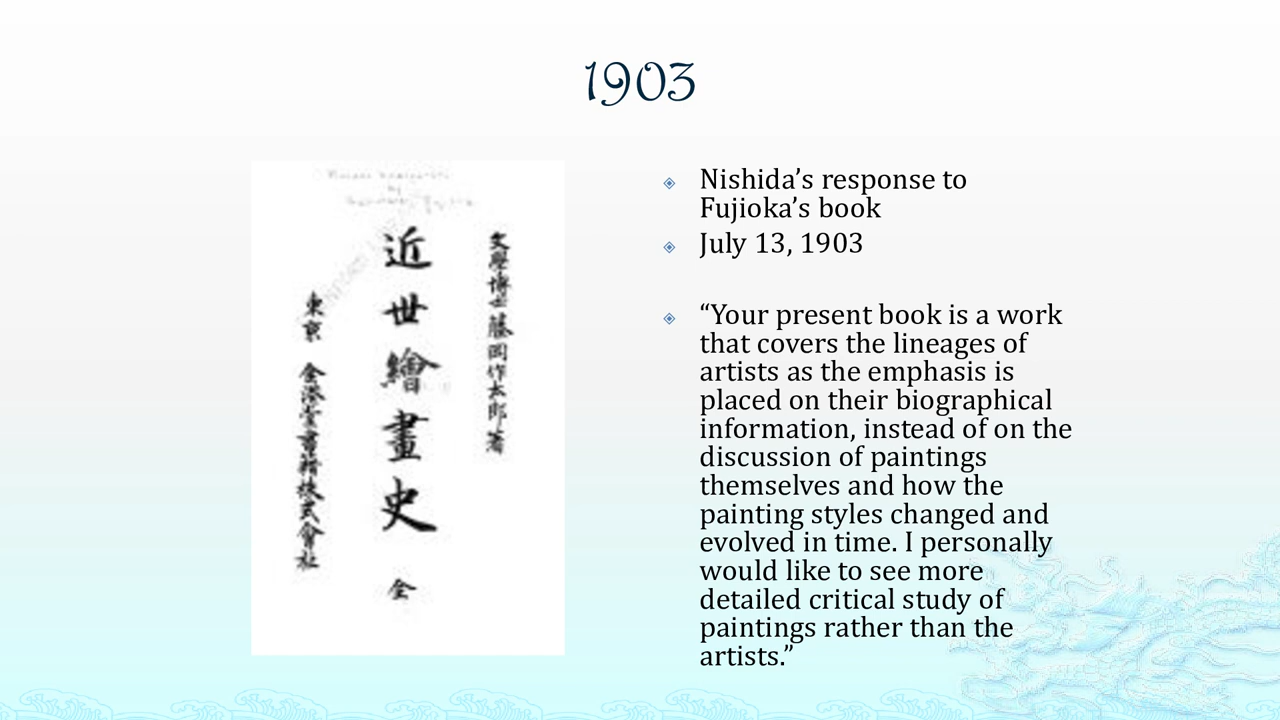 1903
文學博士 藤岡作太郎著
近世繪畫史 全
東京 金港堂書籍株式會社
Nishida’s response to
Fujioka’s book
July 13, 1903
“Your present book is a work
that covers the lineages of
artists as the emphasis is
placed on their biographical
information, instead of on the
discussion of paintings
themselves and how the
painting styles changed and
evolved in time. I personally
would like to see more
detailed critical study of
paintings rather than the
artists.”